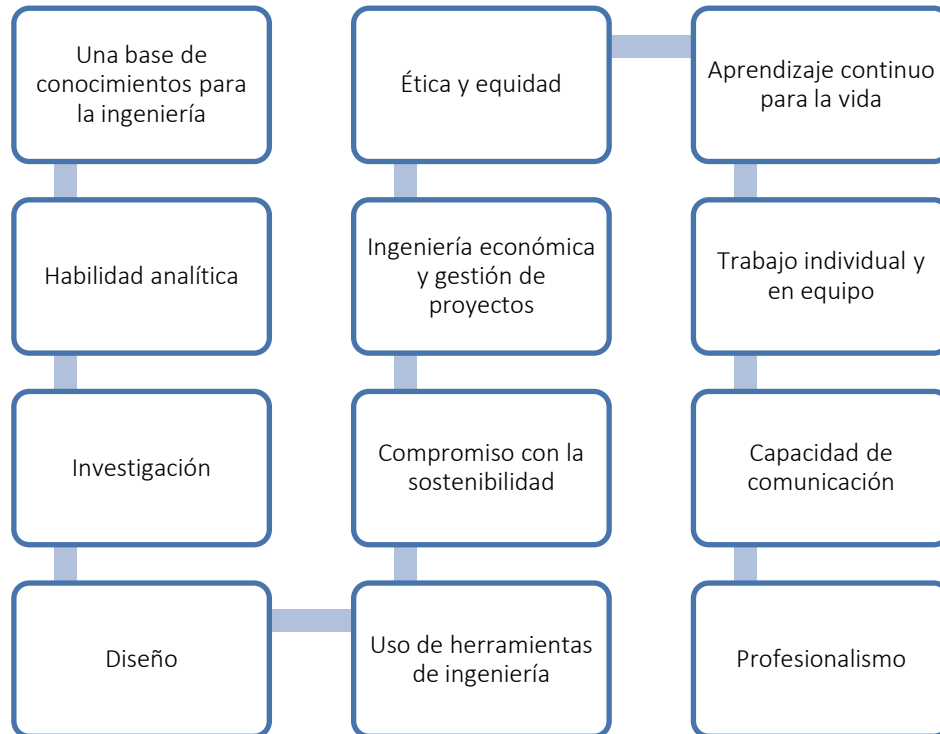 Una base de
conocimientos para
la ingeniería
Habilidad analítica
Investigación
Diseño
Uso de herramientas
de ingeniería
Compromiso con la
sostenibilidad
Ingeniería económica
y gestión de
proyectos
Ética y equidad
Aprendizaje continuo
para la vida
Trabajo individual y
en equipo
Capacidad de
comunicación
Profesionalismo